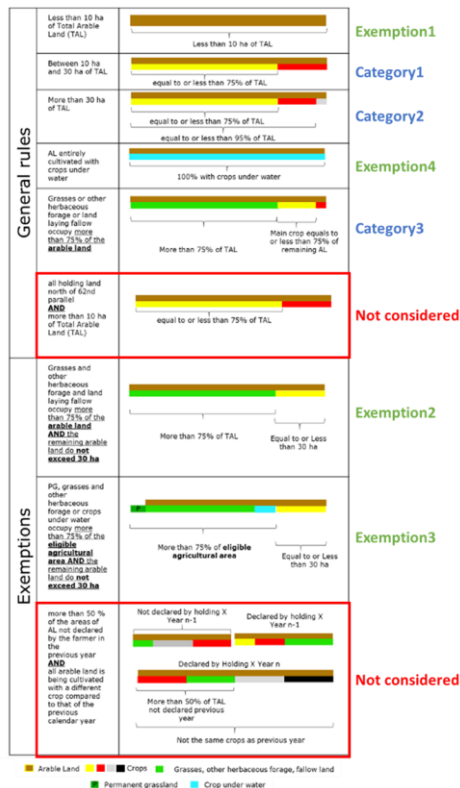 General rules
Less than 10 ha
of Total Arable
Land (TAL)
Less than 10 ha of TAL
Exemption1
Between 10 ha
and 30 ha of TAL
equal to or less than 75% of TAL
Category1
More than 30 ha
of TAL
equal to or less than 75% of TAL
equal to or less than 95% of TAL
Category2
AL entirely
cultivated with
crops under
water
100% with crops under water
Exemption4
Grasses or other
herbaceous
forage or land
laying fallow
occupy more
than 75% of the
arable land
More than 75% of TAL
Main crop equals to
or less than 75% of
remaining AL
Category3
all holding land
north of 62nd
parallel
AND
more than 10 ha
of Total Arable
Land (TAL)
equal to or less than 75% of TAL
Not considered
Exemptions
Grasses and
other
herbaceous
forage and land
laying fallow
occupy more
than 75% of the
arable land
AND the
remaining arable
land do not
exceed 30 ha
More than 75% of TAL
Equal to or Less
than 30 ha
Exemption2
PG, grasses and
other
herbaceous
forage or crops
under water
occupy more
than 75% of the
eligible
agricultural
area AND the
remaining arable
land do not
exceed 30 ha
More than 75% of eligible
agricultural area
Equal to or Less
than 30 ha
Exemption3
more than 50 %
of the areas of
AL not declared
by the farmer in
the
previous year
AND
all arable land is
being cultivated
with a different
crop compared
to that of the
previous
calendar year
Not declared by holding X
Year n-1
Declared by holding X
Year n-1
Declared by Holding X Year n
More than 50% of TAL
not declared previous
year
Not the same crops as previous year
Not considered
Arable Land
Crops
Grasses, other herbaceous forage, fallow land
Permanent grassland
Crop under water